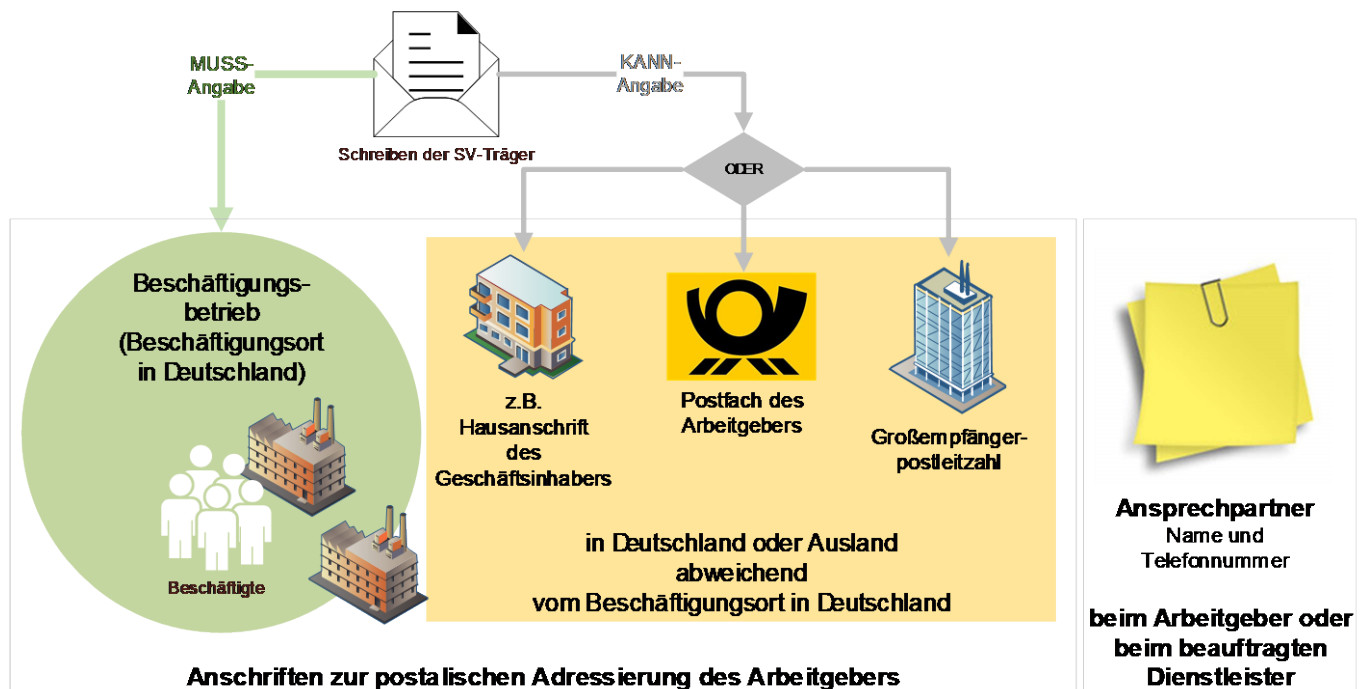 MUSS-
Angabe
KANN-
Angabe
Schreiben der SV-Träger
ODER
Beschäftigungs-
betrieb
(Beschäftigungsort
in Deutschland)
Beschäftigte
z.B.
Hausanschrift
des
Geschäftsinhabers
Postfach des
Arbeitgebers
Großempfänger-
postleitzahl
in Deutschland oder Ausland
abweichend
vom Beschäftigungsort in Deutschland
Anschriften zur postalischen Adressierung des Arbeitgebers
Ansprechpartner
Name und
Telefonnummer
beim Arbeitgeber oder
beim beauftragten
Dienstleister